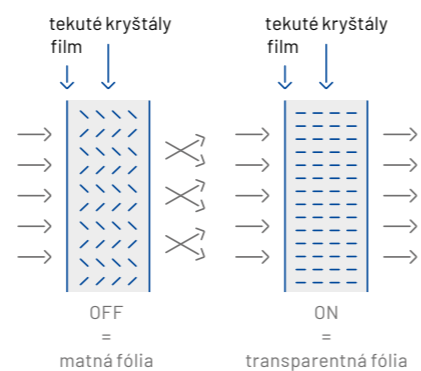 tekuté kryštály
film
OFF
=
matná fólia
tekuté kryštály
film
ON
=
transparentná fólia